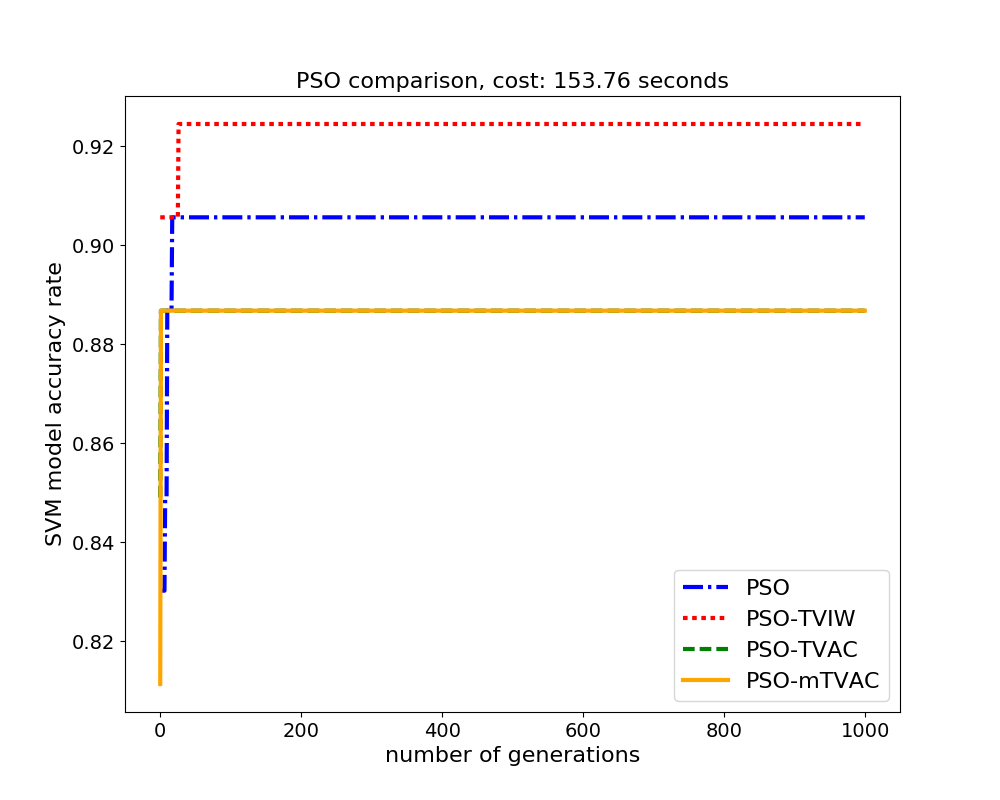 PSO comparison, cost: 153.76 seconds
SVM model accuracy rate
0.92
0.90
0.88
0.86
0.84
0.82
0
200
400
600
800
1000
number of generations
PSO
PSO-TVIW
PSO-TVAC
PSO-mTVAC